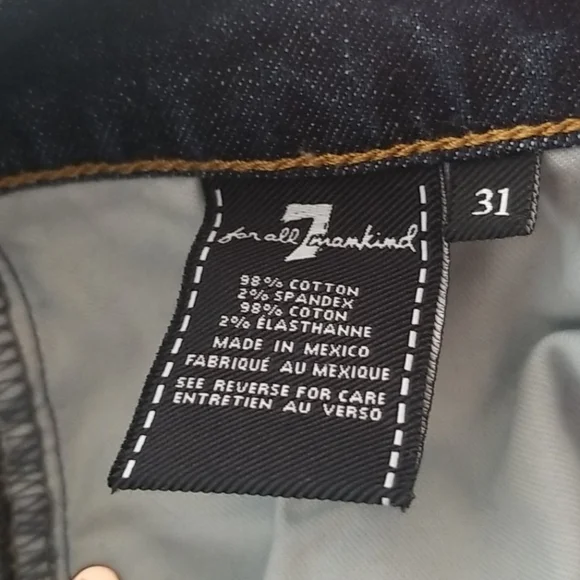 7
for all mankind
31
98% COTTON
2% SPANDEX
98% COTON
2% ÉLASTHANNE
MADE IN MEXICO
FABRIQUÉ AU MEXIQUE
SEE REVERSE FOR CARE
ENTRETIEN AU VERSO